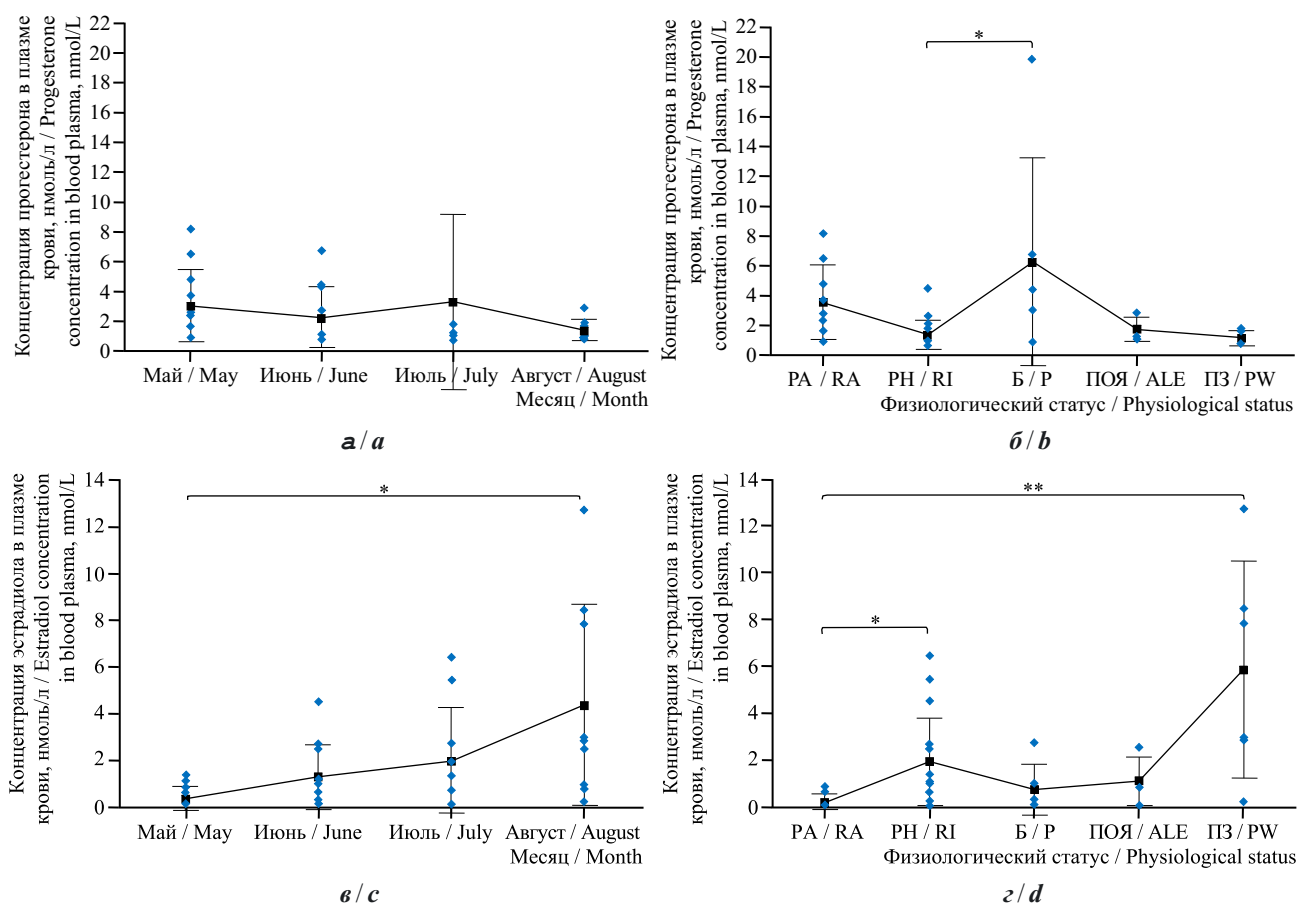 Концентрация прогестерона в плазме
крови, нмоль/л / Progesterone
concentration in blood plasma, nmol/L
22
20
18
16
14
12
10
8
6
4
2
0
Май / May
Июнь / June
Июль / July
Август / August
Месяц / Month
а / a
Концентрация прогестерона в плазме
крови, нмоль/л / Progesterone
concentration in blood plasma, nmol/L
22
20
18
16
14
12
10
8
6
4
2
0
*
РА / RA
РН / RI
Б / P
ПОЯ / ALE
ПЗ / PW
Физиологический статус / Physiological status
б / b
Концентрация эстрадиола в плазме
крови, нмоль/л / Estradiol concentration
in blood plasma, nmol/L
14
12
10
8
6
4
2
0
*
Май / May
Июнь / June
Июль / July
Август / August
Месяц / Month
в / c
Концентрация эстрадиола в плазме
крови, нмоль/л / Estradiol concentration
in blood plasma, nmol/L
14
12
10
8
6
4
2
0
**
*
РА / RA
РН / RI
Б / P
ПОЯ / ALE
ПЗ / PW
Физиологический статус / Physiological status
г / d